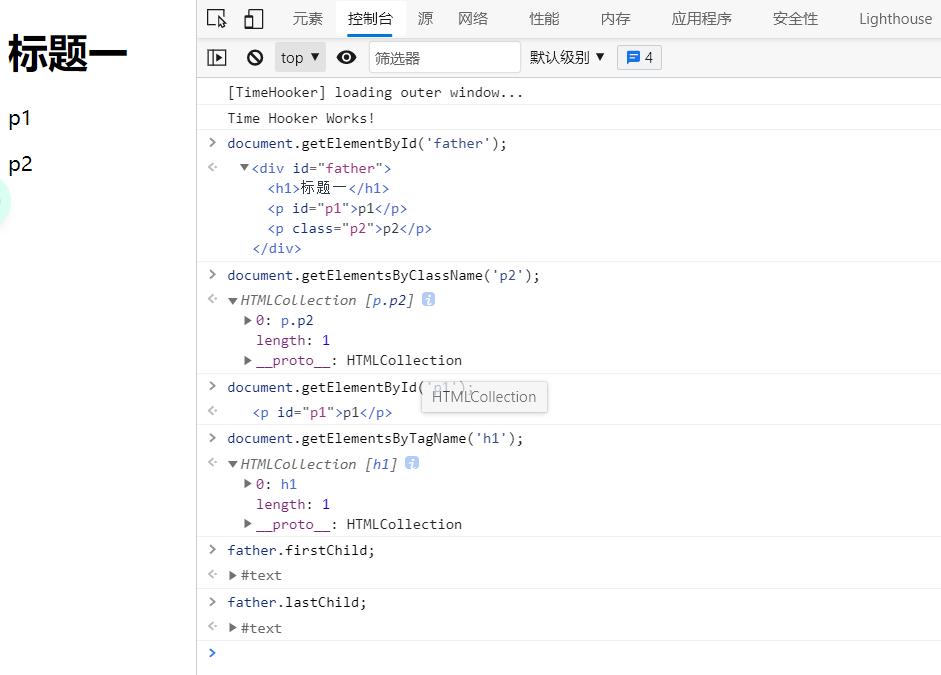 标题一
p1
p2
元素 控制台 源 网络 性能 内存 应用程序 安全性 Lighthouse
top ▼ 筛选器 默认级别 ▼ 4
[TimeHooker] loading outer window...
Time Hooker Works!
> document.getElementById('father');
▼<div id="father">
<h1>标题一</h1>
<p id="p1">p1</p>
<p class="p2">p2</p>
</div>
> document.getElementsByClassName('p2');
▼HTMLCollection [p.p2] i
▶0: p.p2
length: 1
▶__proto__: HTMLCollection
> document.getElementById('p1');
HTMLCollection
<p id="p1">p1</p>
> document.getElementsByTagName('h1');
▼HTMLCollection [h1] i
▶0: h1
length: 1
▶__proto__: HTMLCollection
> father.firstChild;
▶#text
> father.lastChild;
▶#text
>